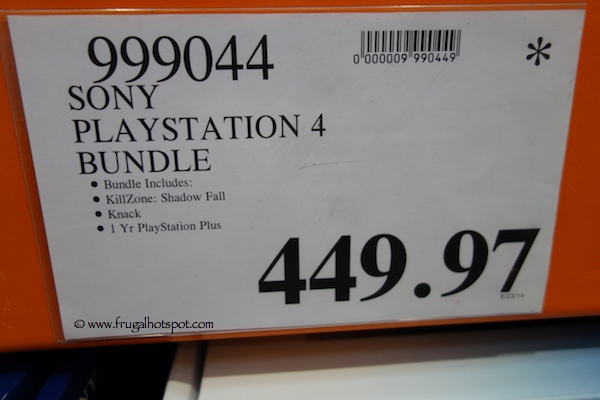 999044
0 000009 990449
*
SONY
PLAYSTATION 4
BUNDLE
• Bundle Includes:
• KillZone: Shadow Fall
• Knack
• 1 Yr PlayStation Plus
449.97
© www.frugalhotspot.com